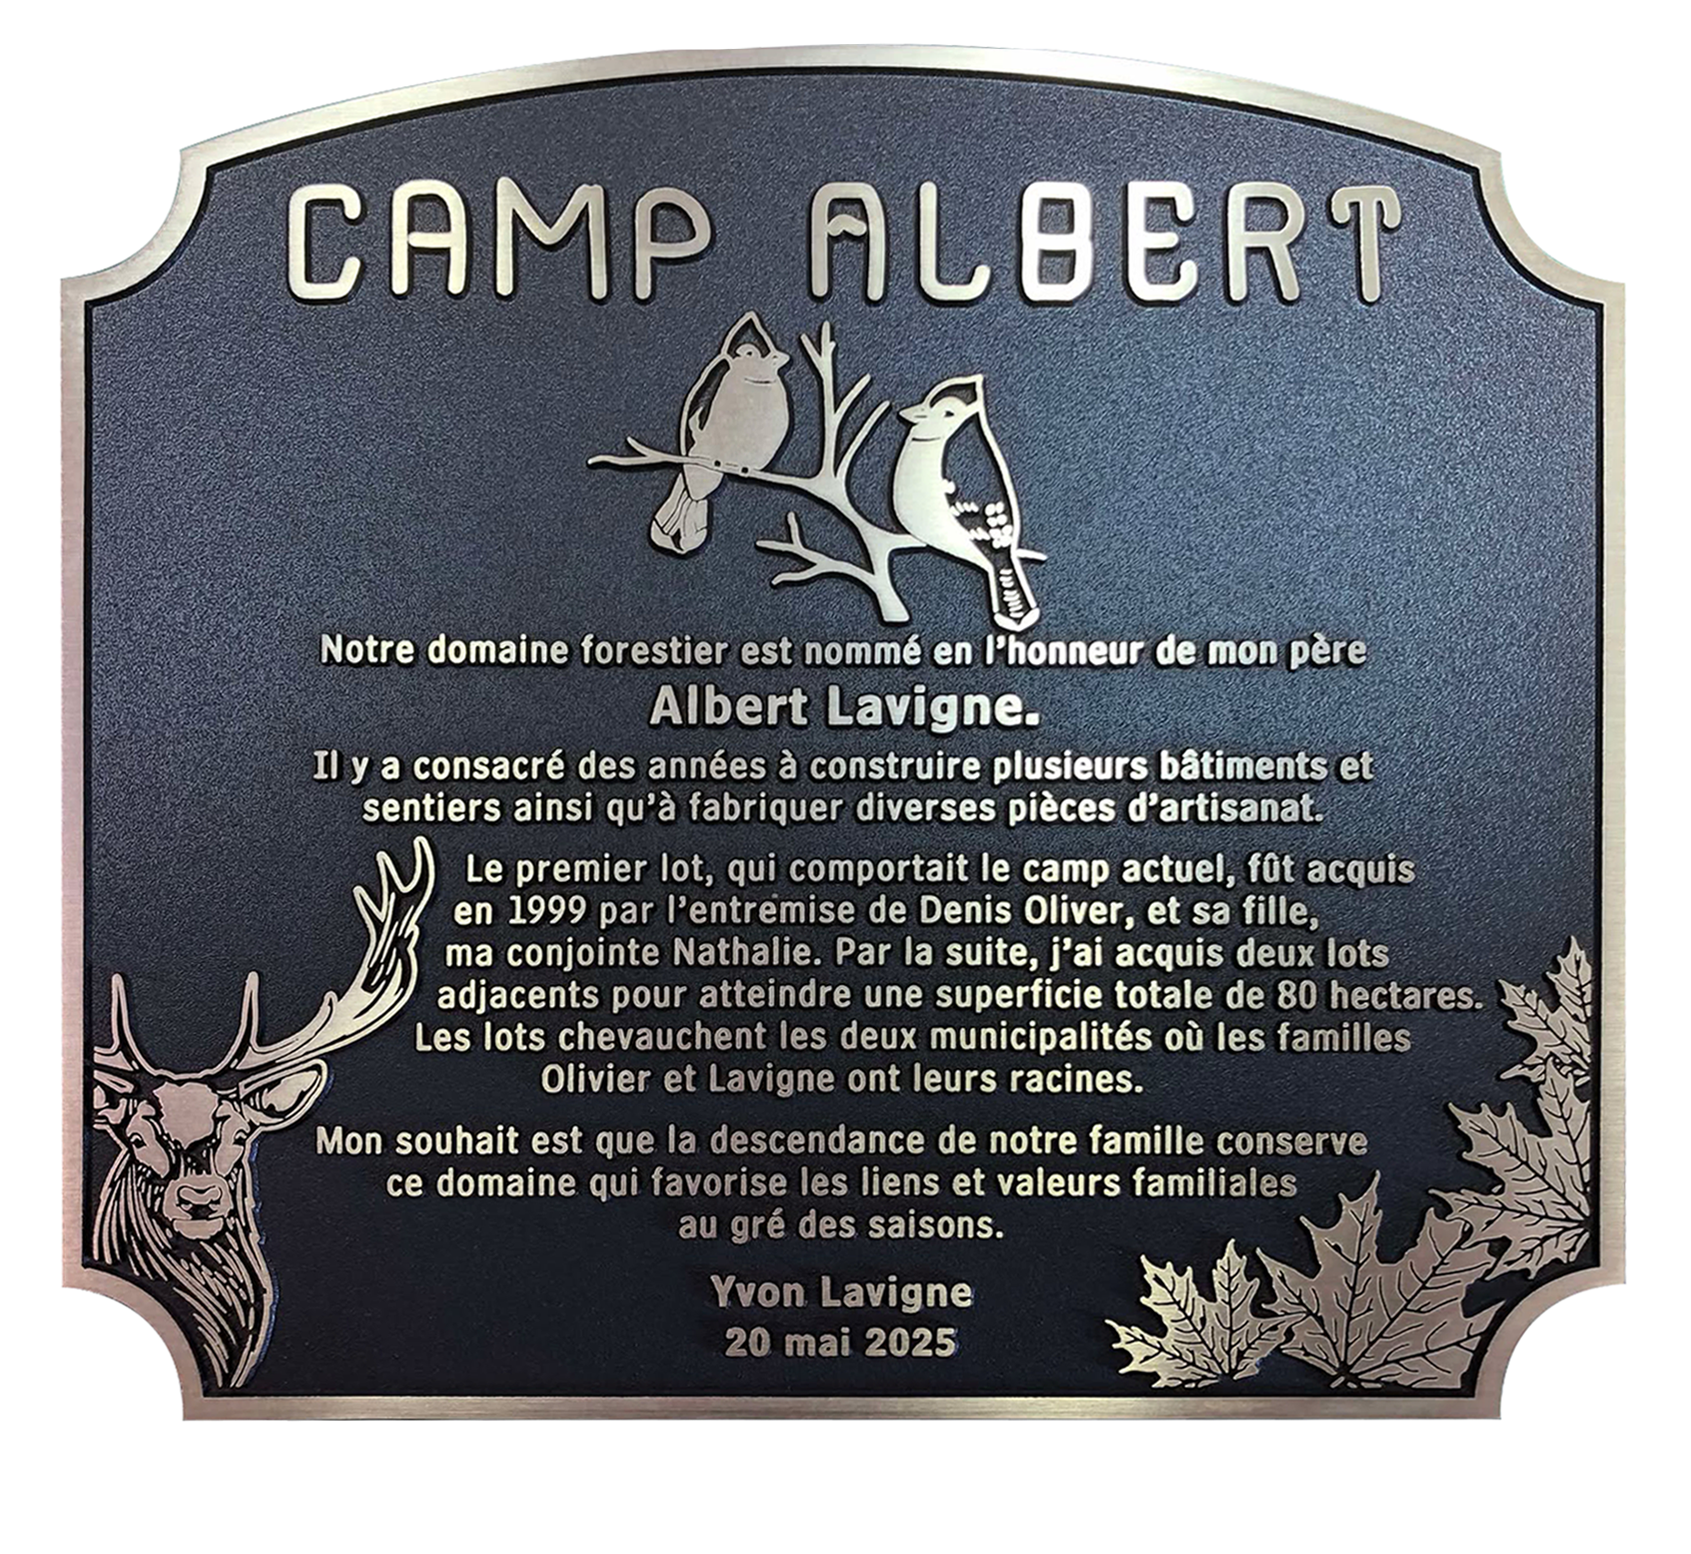 CAMP ALBERT
Notre domaine forestier est nommé en l'honneur de mon père
Albert Lavigne.
Il y a consacré des années à construire plusieurs bâtiments et
sentiers ainsi qu'à fabriquer diverses pièces d'artisanat.
Le premier lot, qui comportait le camp actuel, fût acquis
en 1999 par l'entremise de Denis Oliver, et sa fille,
ma conjointe Nathalie. Par la suite, j'ai acquis deux lots
adjacents pour atteindre une superficie totale de 80 hectares.
Les lots chevauchent les deux municipalités où les familles
Olivier et Lavigne ont leurs racines.
Mon souhait est que la descendance de notre famille conserve
ce domaine qui favorise les liens et valeurs familiales
au gré des saisons.
Yvon Lavigne
20 mai 2025